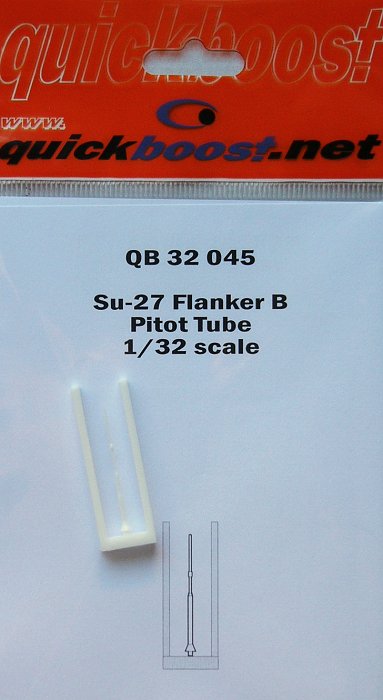 quickboost
www.
quickboost.net
QB 32 045
Su-27 Flanker B
Pitot Tube
1/32 scale